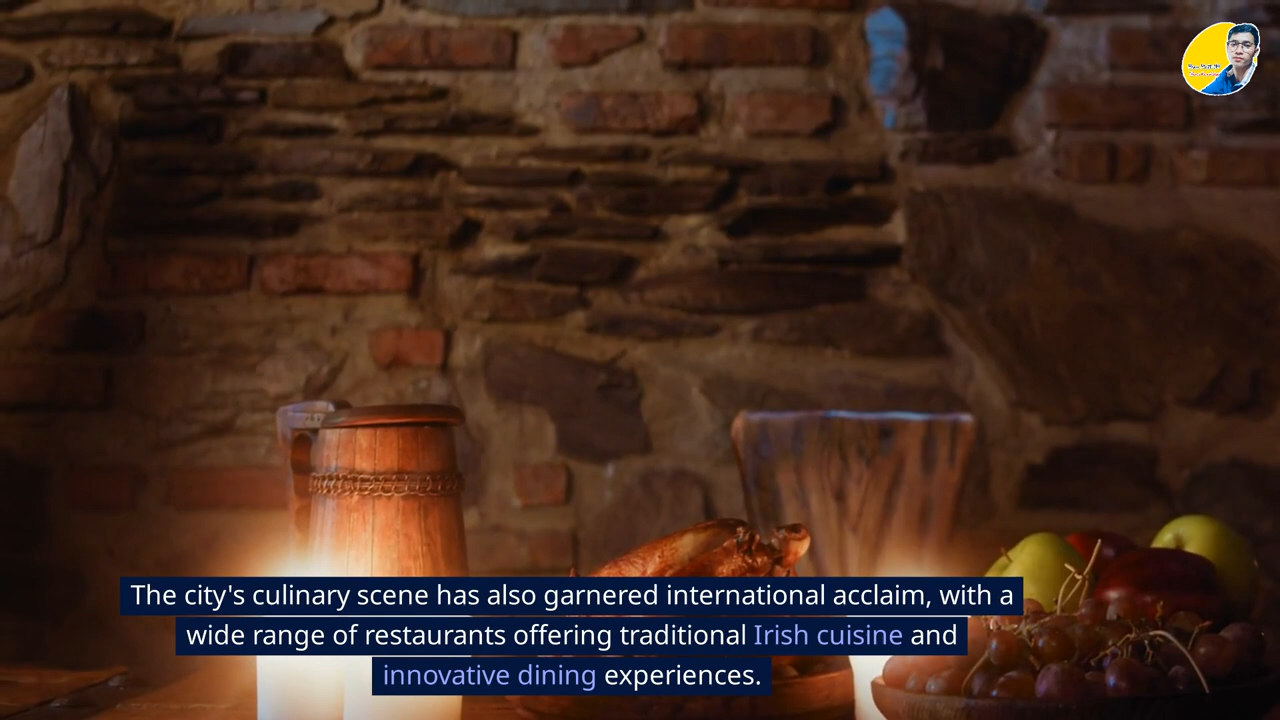 The city's culinary scene has also garnered international acclaim, with a
wide range of restaurants offering traditional Irish cuisine and
innovative dining experiences.